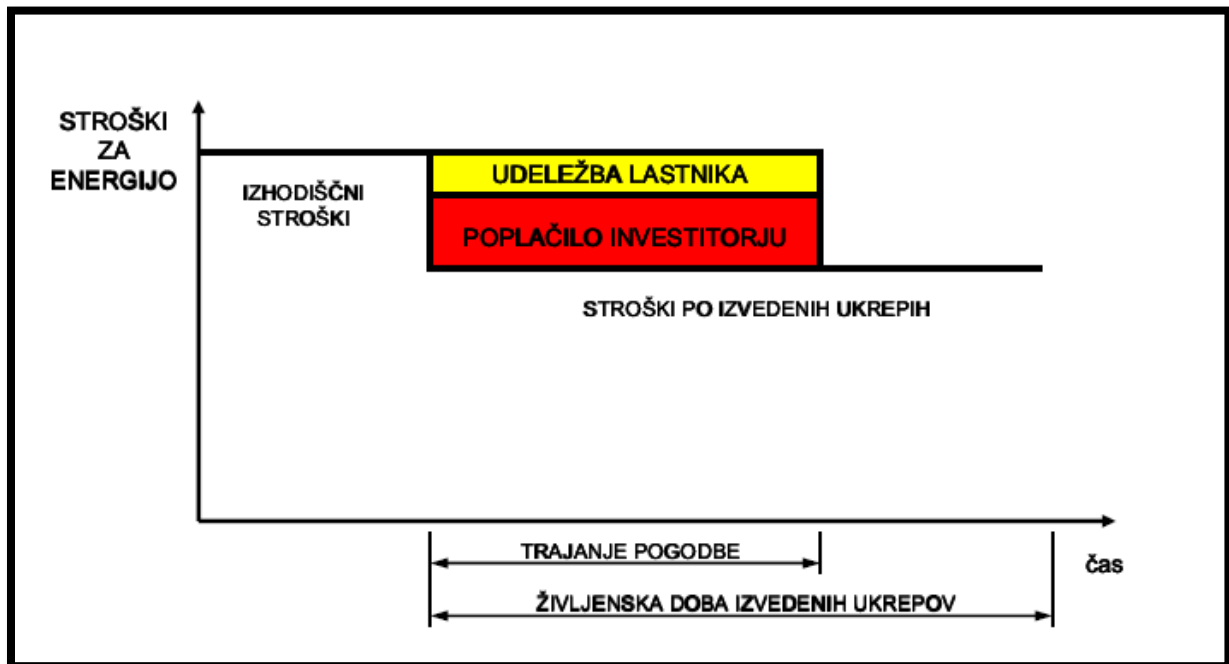 STROŠKI
ZA
ENERGIJO
IZHODIŠČNI
STROŠKI
UDELEŽBA LASTNIKA
POPLAČILO INVESTITORJU
STROŠKI PO IZVEDENIH UKREPIH
TRAJANJE POGODBE
čas
ŽIVLJENSKA DOBA IZVEDENIH UKREPOV